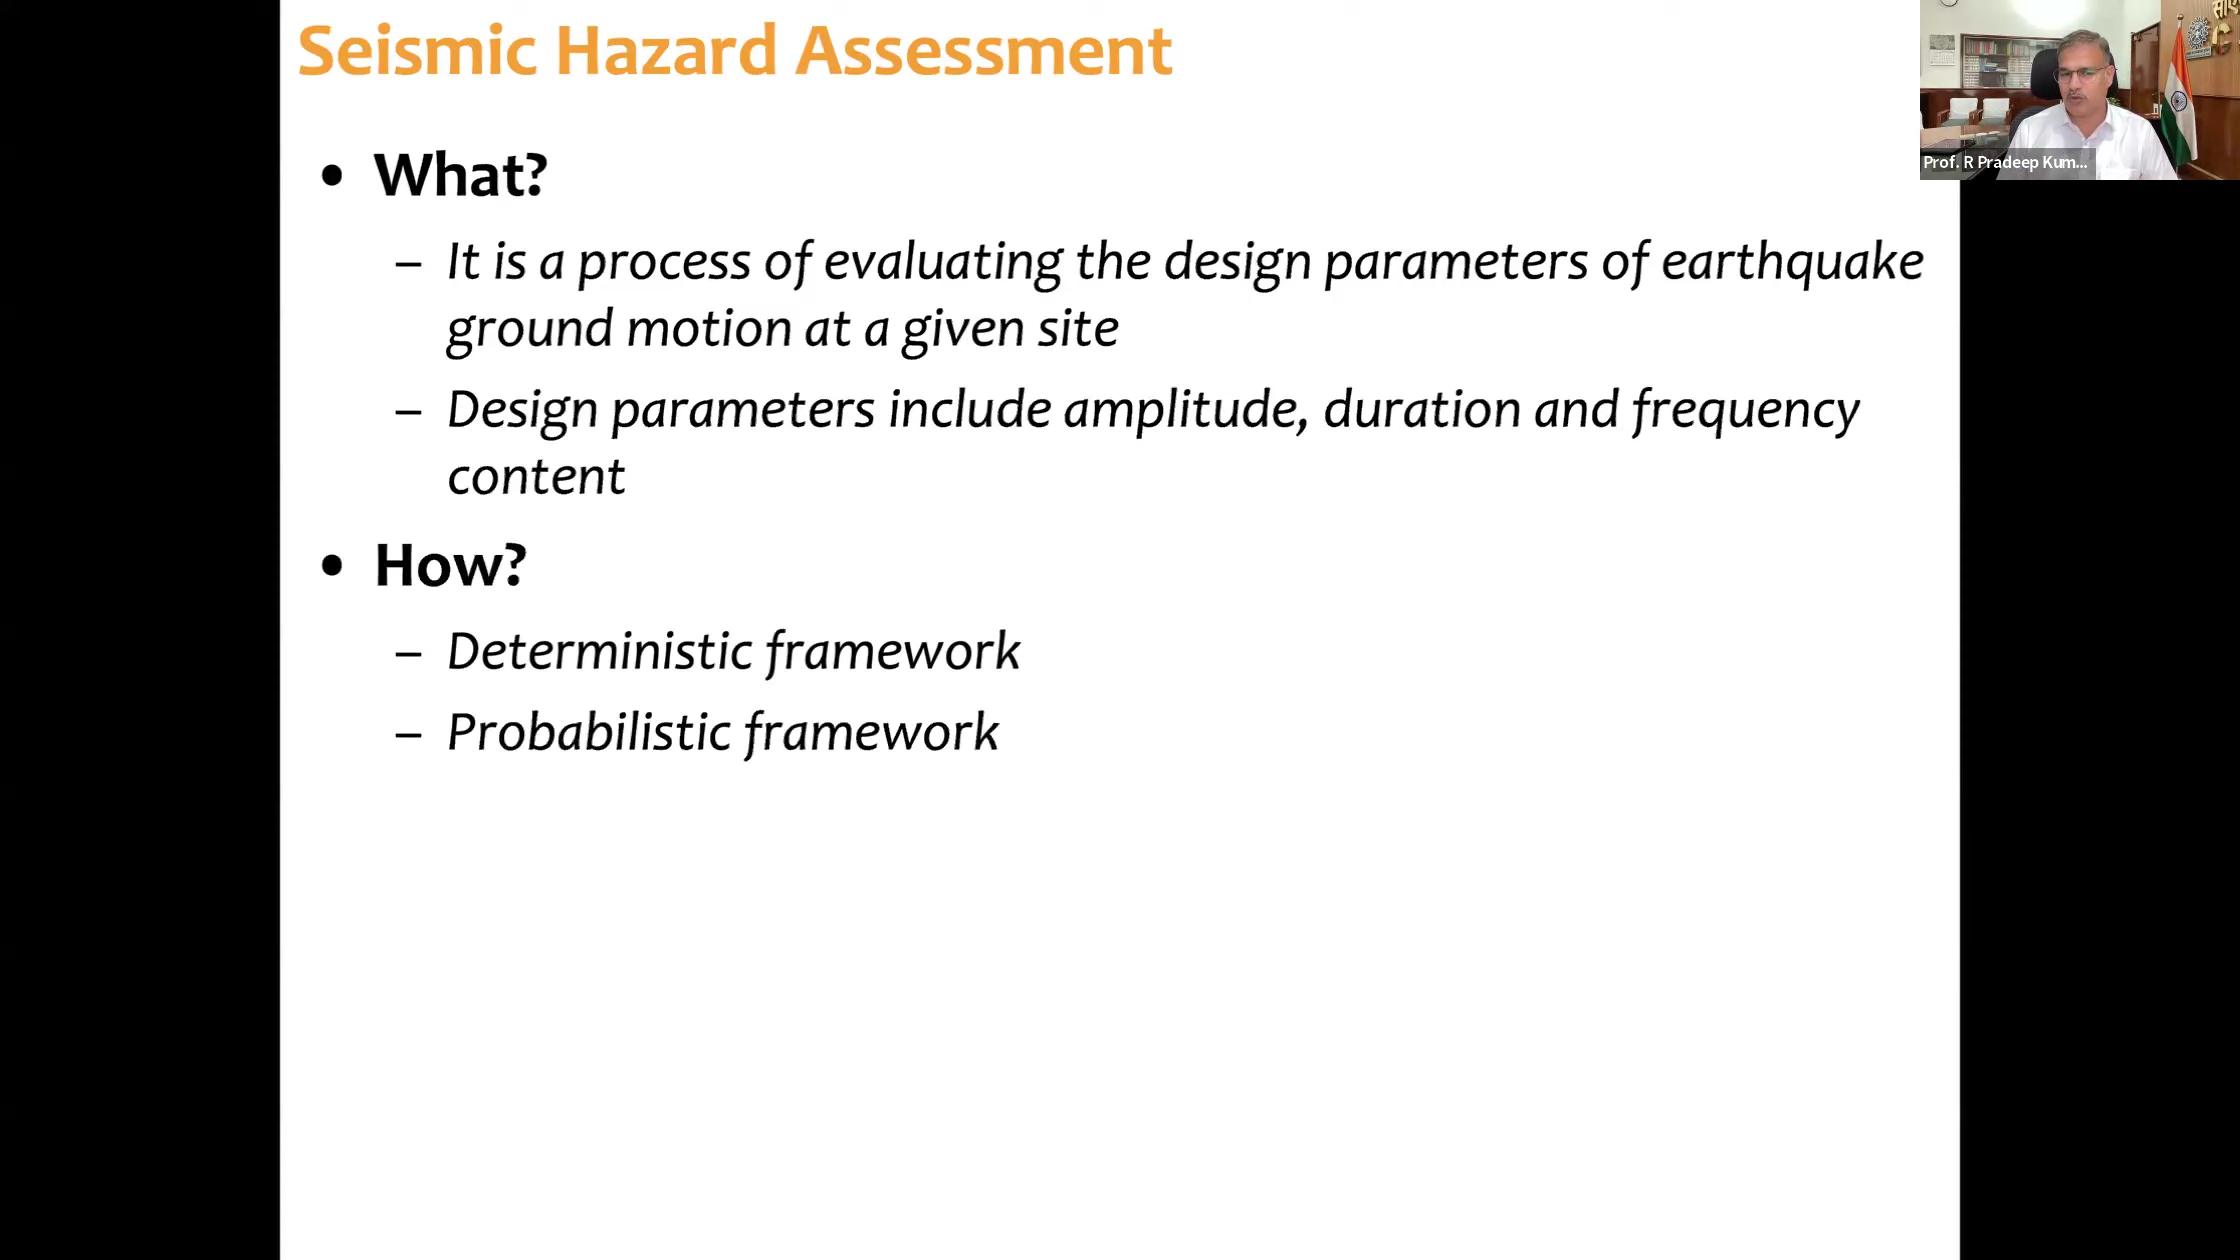 Seismic Hazard Assessment
• What?
– It is a process of evaluating the design parameters of earthquake
ground motion at a given site
– Design parameters include amplitude, duration and frequency
content
• How?
– Deterministic framework
– Probabilistic framework
Prof. R Pradeep Kum...